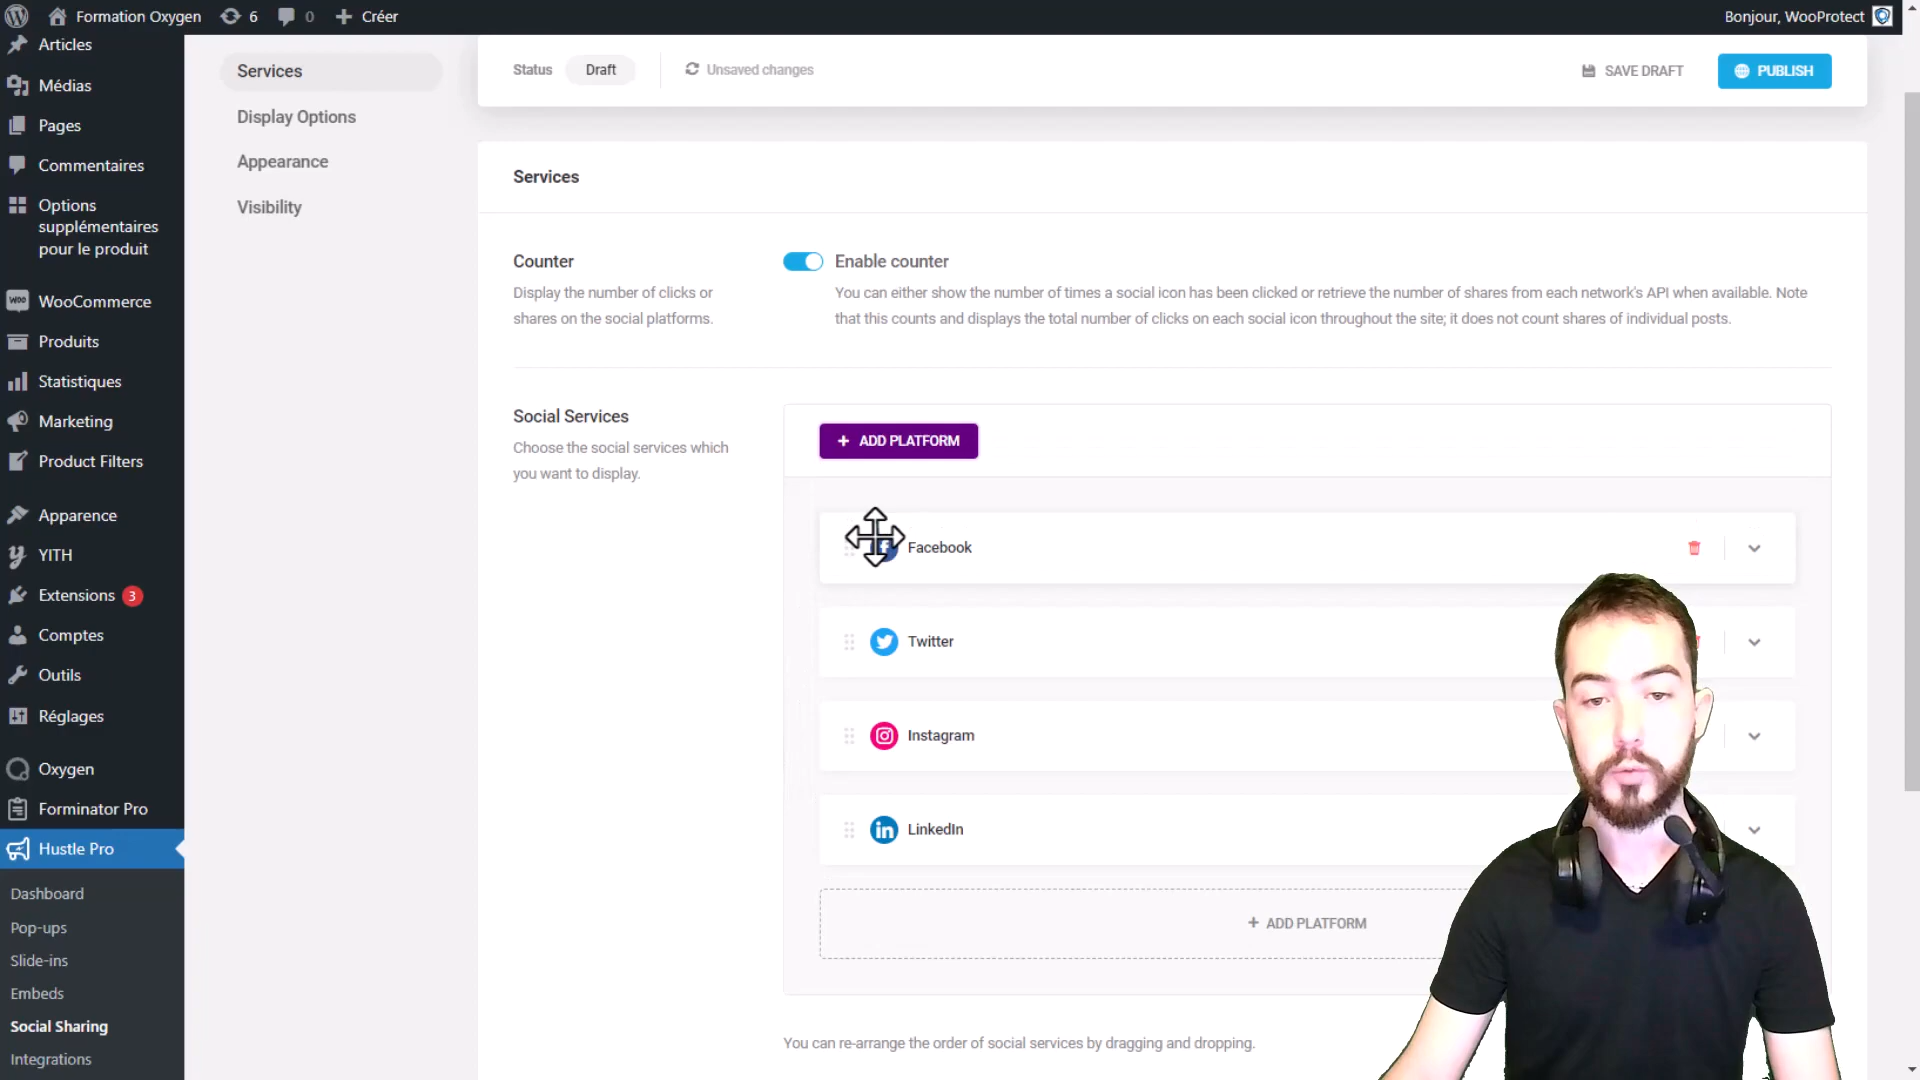 Formation Oxygen
6
0
Créer
Bonjour, WooProtect
Articles
Médias
Pages
Commentaires
Options
supplémentaires
pour le produit
WooCommerce
Produits
Statistiques
Marketing
Product Filters
Apparence
YITH
Extensions 3
Comptes
Outils
Réglages
Oxygen
Forminator Pro
Hustle Pro
Dashboard
Pop-ups
Slide-ins
Embeds
Social Sharing
Integrations
Services
Display Options
Appearance
Visibility
Status
Draft
Unsaved changes
SAVE DRAFT
PUBLISH
Services
Counter
Display the number of clicks or
shares on the social platforms.
Enable counter
You can either show the number of times a social icon has been clicked or retrieve the number of shares from each network's API when available. Note
that this counts and displays the total number of clicks on each social icon throughout the site; it does not count shares of individual posts.
Social Services
Choose the social services which
you want to display.
+ ADD PLATFORM
Facebook
Twitter
Instagram
LinkedIn
+ ADD PLATFORM
You can re-arrange the order of social services by dragging and dropping.